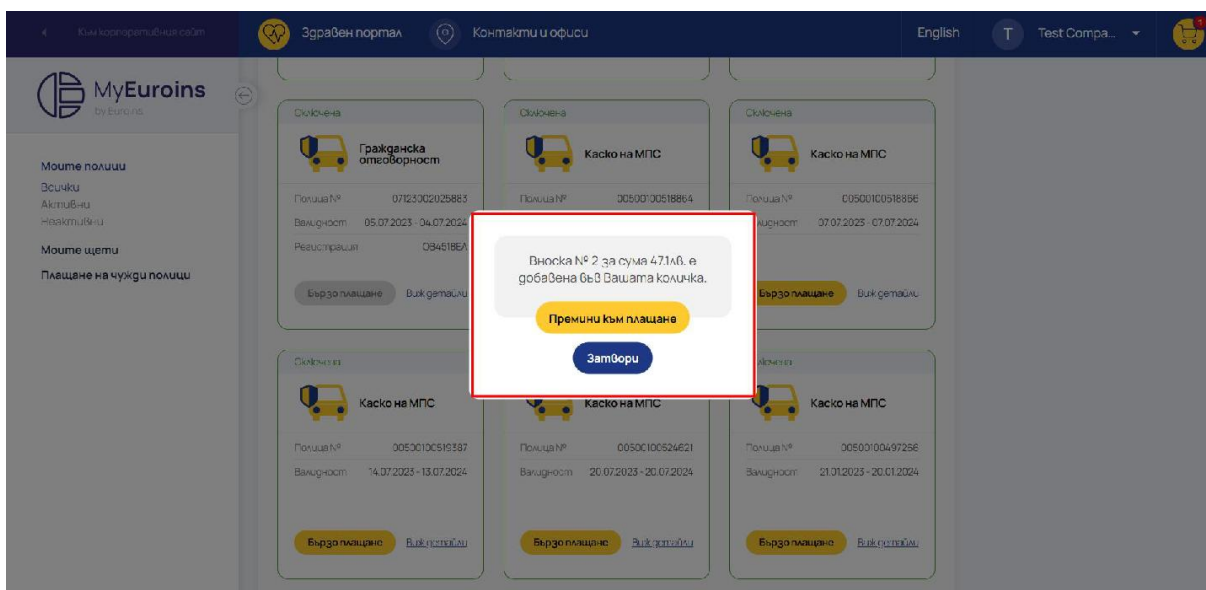 Към корпоративния сайт
Здравен портал
Контакти и офиси
English
T
Test Compa...
1
MyEuroins
by Euroins
Моите полици
Всички
Активни
Неактивни
Моите щети
Плащане на чужди полици
Сключена
Гражданска
отговорност
Полица № 07123002025883
Валидност 05.07.2023 - 04.07.2024
Регистрация
Бързо плащане Виж детайли
Сключена
Каско на МПС
Полица № 00500100518864
Сключена
Каско на МПС
Полица № 00500100518866
07.07.2023 - 07.07.2024
Бързо плащане Виж детайли
Вноска № 2 за сума 47.1лв. е
добавена във Вашата количка.
Премини към плащане
Затвори
Сключена
Каско на МПС
Полица № 00500100519387
Валидност 14.07.2023 - 13.07.2024
Бързо плащане Виж детайли
Каско на МПС
Полица № 00500100524621
Валидност 20.07.2023 - 20.07.2024
Бързо плащане Виж детайли
Каско на МПС
Полица № 00500100497266
Валидност 21.01.2023 - 20.01.2024
Бързо плащане Виж детайли